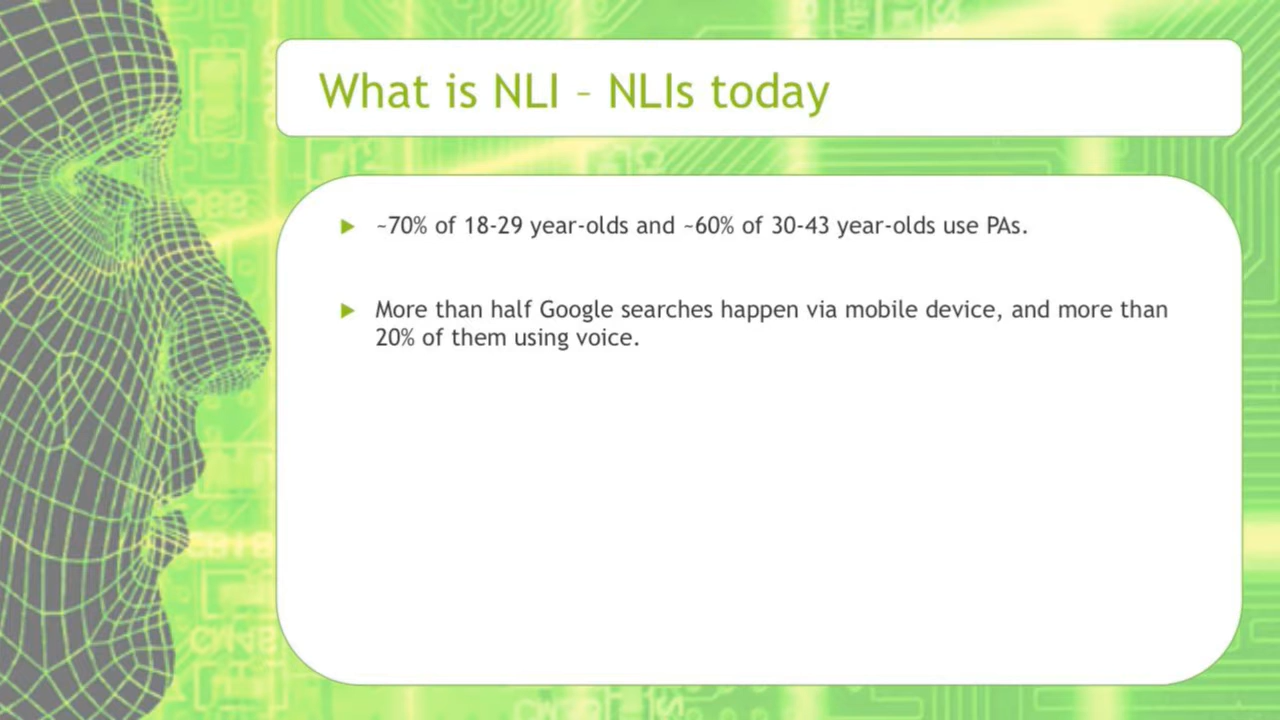 What is NLI – NLIs today
~70% of 18-29 year-olds and ~60% of 30-43 year-olds use PAs.
More than half Google searches happen via mobile device, and more than
20% of them using voice.